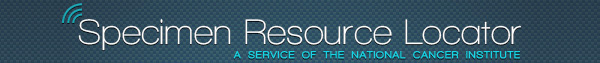 Specimen Resource Locator
A SERVICE OF THE NATIONAL CANCER INSTITUTE